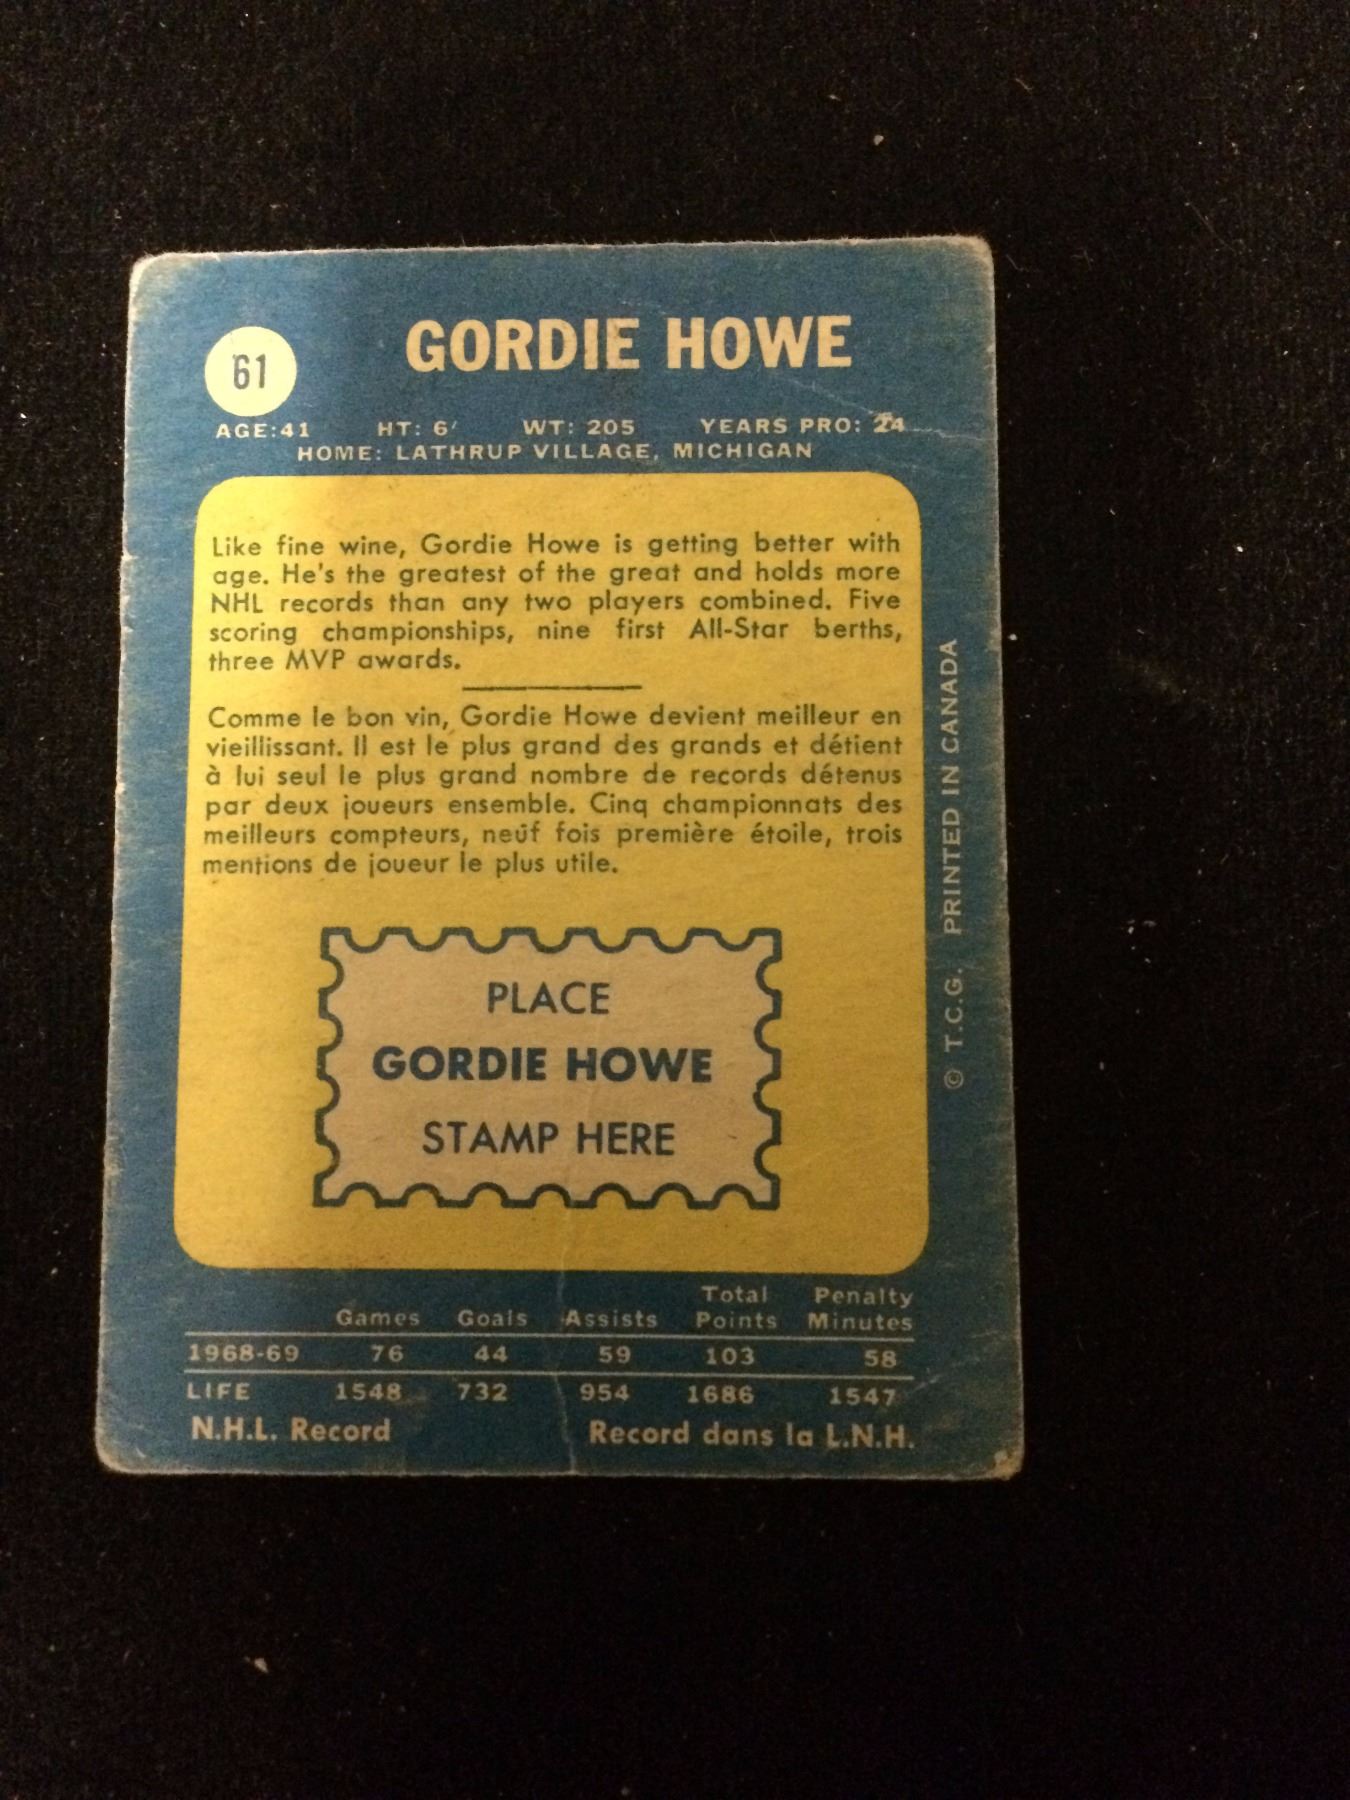 61
GORDIE HOWE
AGE:41 HT: 6' WT: 205 YEARS PRO: 24
HOME: LATHRUP VILLAGE, MICHIGAN
Like fine wine, Gordie Howe is getting better with
age. He's the greatest of the great and holds more
NHL records than any two players combined. Five
scoring championships, nine first All-Star berths,
three MVP awards.
Comme le bon vin, Gordie Howe devient meilleur en
vieillissant. Il est le plus grand des grands et détient
à lui seul le plus grand nombre de records détenus
par deux joueurs ensemble. Cinq championnats des
meilleurs compteurs, neuf fois première étoile, trois
mentions de joueur le plus utile.
PLACE
GORDIE HOWE
STAMP HERE
© T.C.G. PRINTED IN CANADA
Total Penalty
Games Goals Assists Points Minutes
1968-69 76 44 59 103 58
LIFE 1548 732 954 1686 1547
N.H.L. Record Record dans la L.N.H.